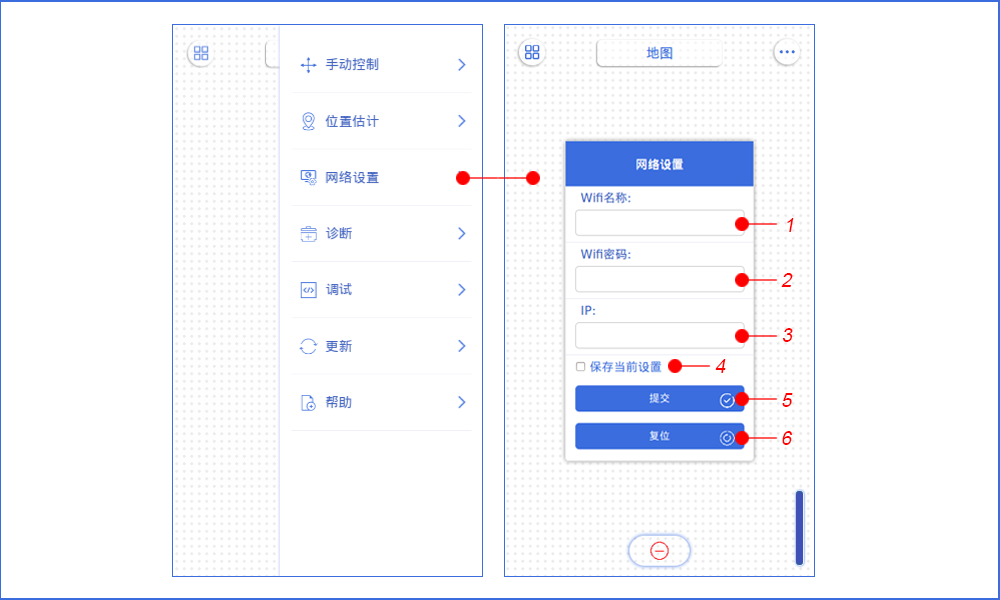 手动控制
位置估计
网络设置
诊断
调试
更新
帮助
地图
网络设置
Wifi名称:
1
Wifi密码:
2
IP:
3
保存当前设置
4
提交
5
复位
6